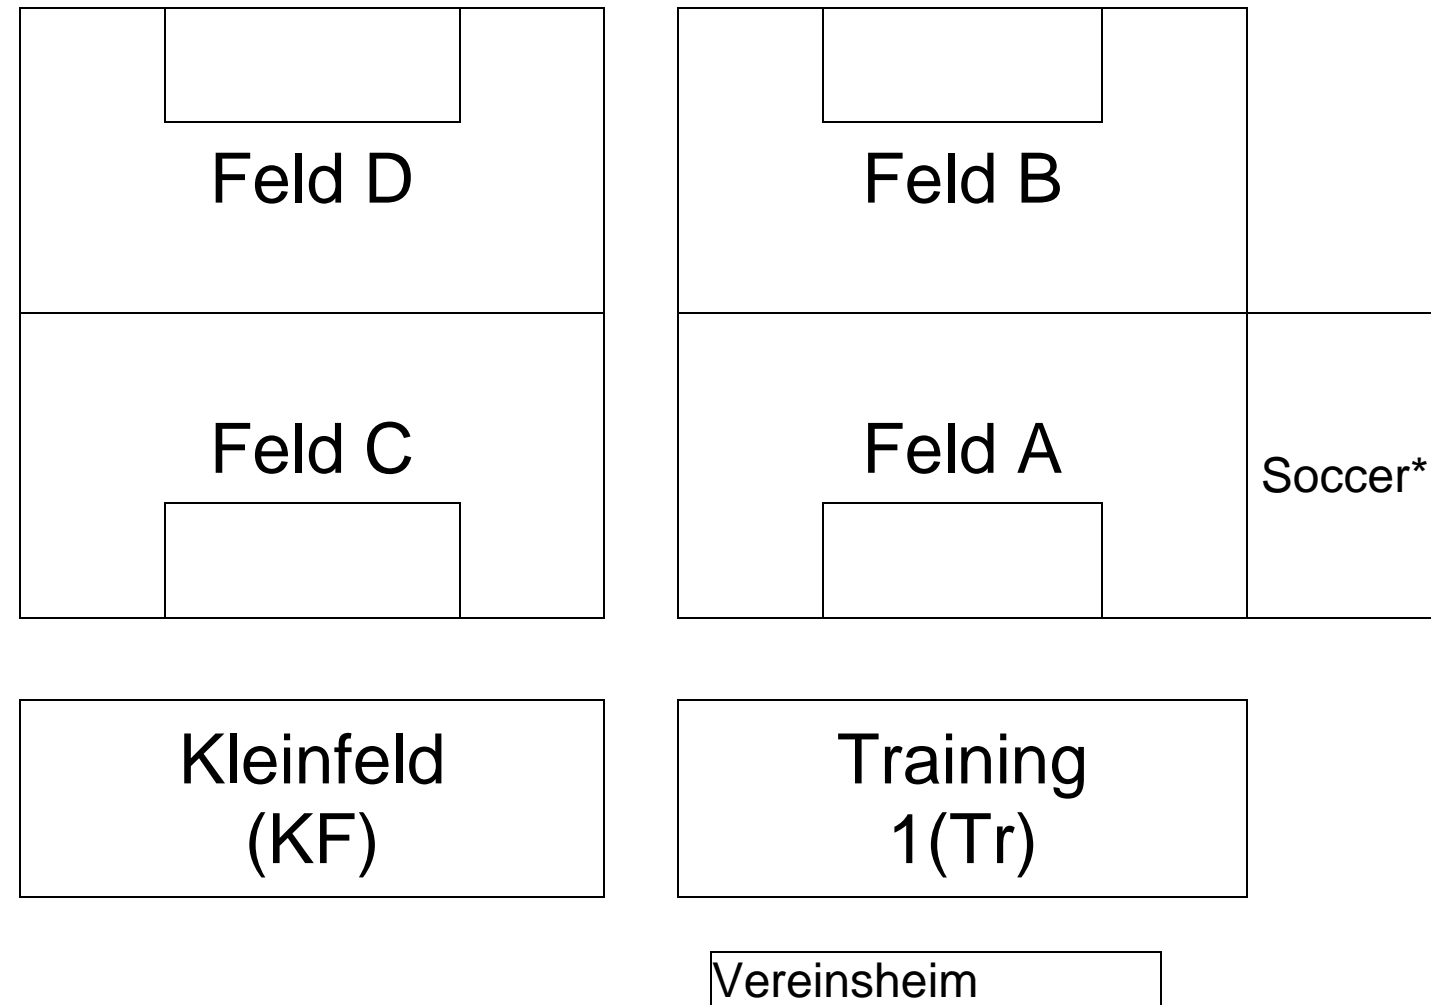 Feld D
Feld B
Feld C
Feld A
Soccer*
Kleinfeld
(KF)
Training
1(Tr)
Vereinsheim